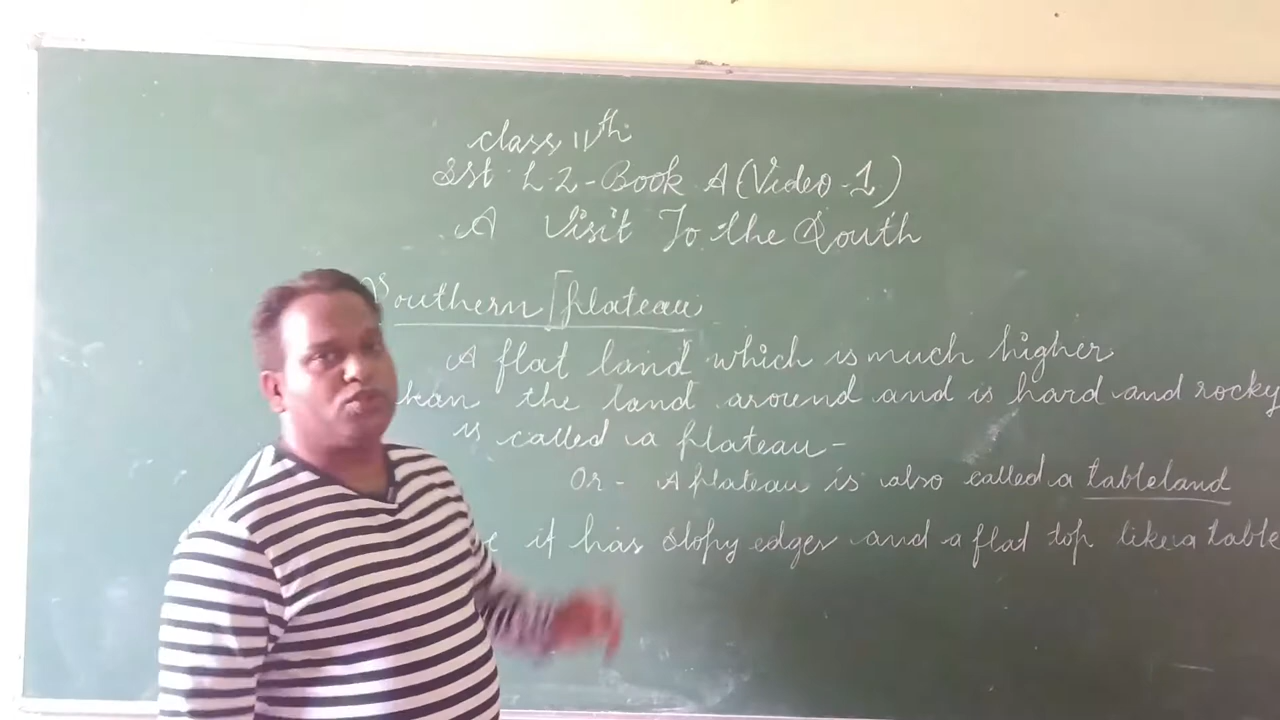 class IVth
SSt L.2-Book A (Video-1)
A Visit To the South
Southern plateau
A flat land which is much higher
than the land around and is hard and rocky
is called a plateau-
Or- A plateau is also called a tableland
if has slopy edges and a flat top like a table